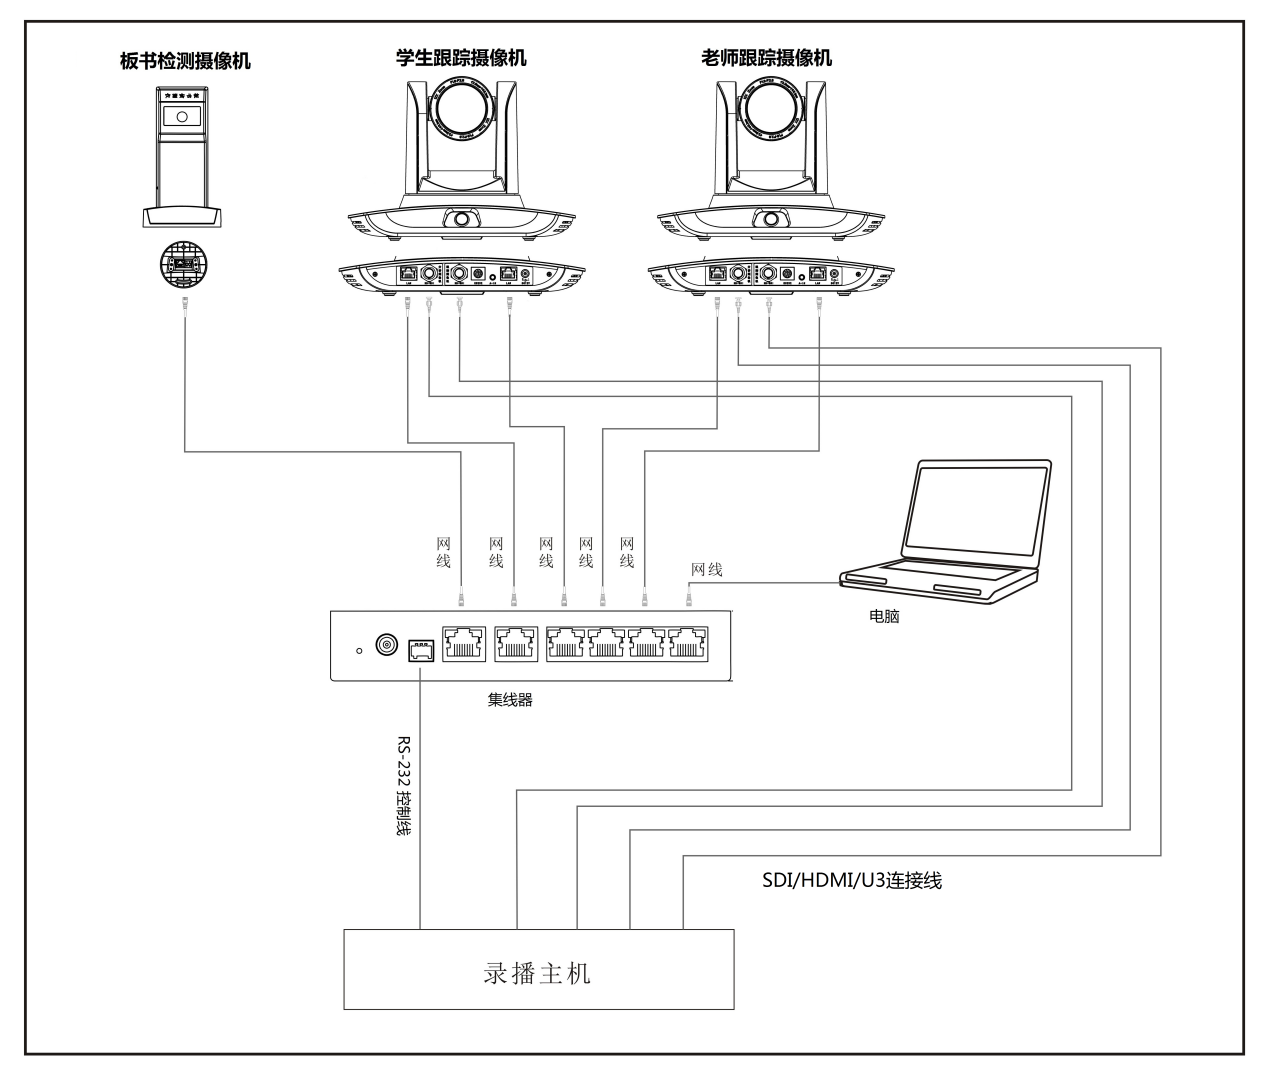 板书检测摄像机
学生跟踪摄像机
老师跟踪摄像机
网线
网线
网线
网线
网线
网线
电脑
集线器
RS-232 控制线
SDI/HDMI/U3连接线
录播主机